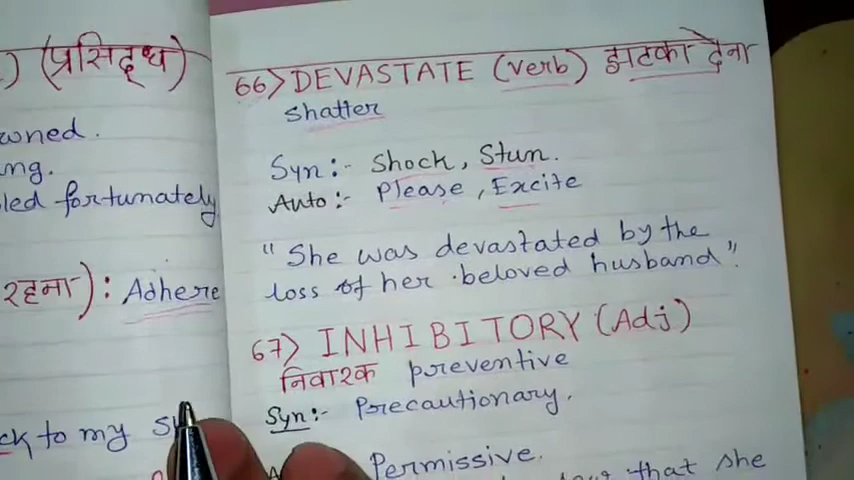 ) (प्रसिद्ध)
owned.
ng.
led fortunately
रहना) : Adhere
ck to my
66) DEVASTATE (verb) झटका देना
shatter
Syn:- Shock, Stun.
Auto:- Please, Excite
"She was devastated by the
loss of her beloved husband".
67) INHIBITORY (Adj)
निवारक preventive
Syn:- Precautionary.
Permissive.
that she